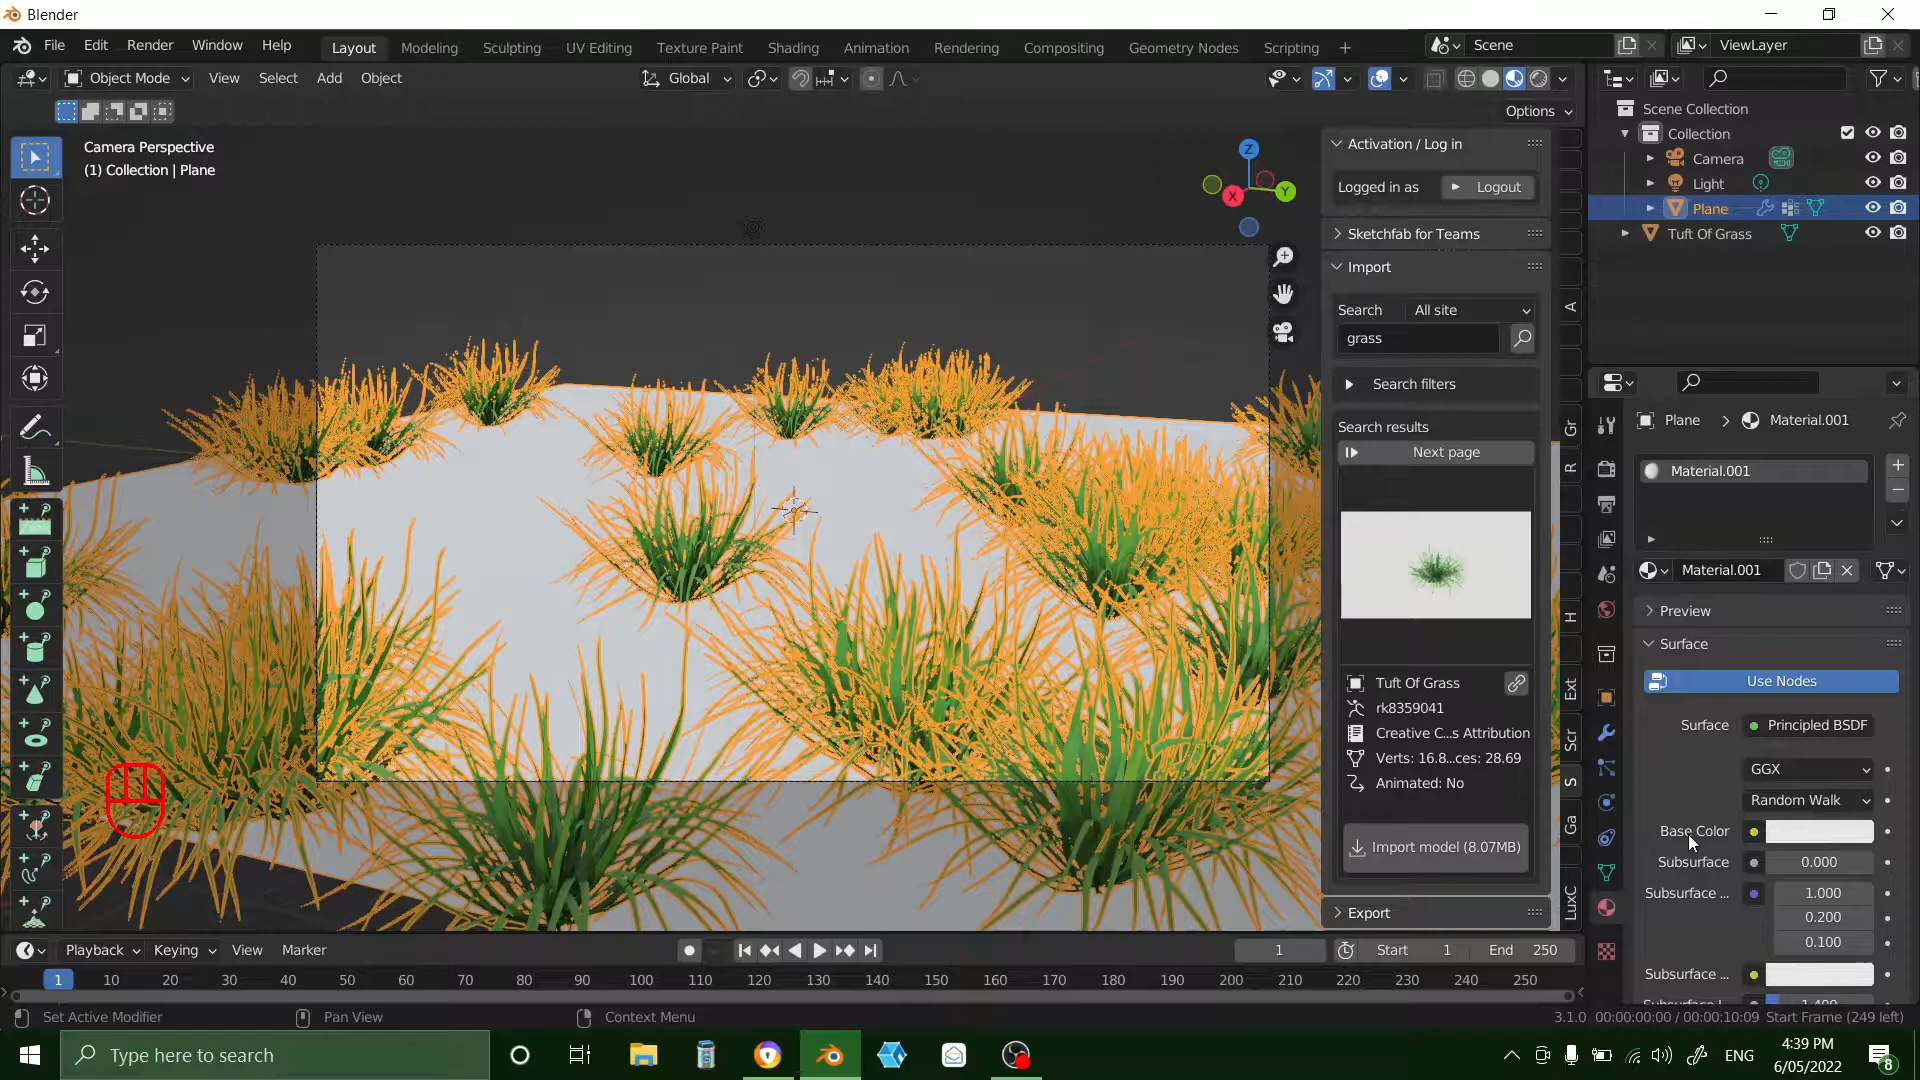 Blender
File Edit Render Window Help
Layout Modeling Sculpting UV Editing Texture Paint Shading Animation Rendering Compositing Geometry Nodes Scripting
Scene
ViewLayer
Object Mode View Select Add Object
Global
Options
Camera Perspective
(1) Collection | Plane
Z
X
Y
Activation / Log in
Logged in as Logout
Sketchfab for Teams
Import
Search All site
grass
Search filters
Search results
Next page
Tuft Of Grass
rk8359041
Creative C...s Attribution
Verts: 16.8...ces: 28.69
Animated: No
Import model (8.07MB)
Export
A
Gr
R
H
Ext
Scr
S
Ga
LuxC
Scene Collection
Collection
Camera
Light
Plane
Tuft Of Grass
Plane > Material.001
Material.001
Material.001
Preview
Surface
Use Nodes
Surface Principled BSDF
GGX
Random Walk
Base Color
Subsurface 0.000
Subsurface ... 1.000
0.200
0.100
Subsurface ...
Playback Keying View Marker
1 Start 1 End 250
1 10 20 30 40 50 60 70 80 90 100 110 120 130 140 150 160 170 180 190 200 210 220 230 240 250
Set Active Modifier Pan View Context Menu
3.1.0 00:00:00:00 / 00:00:10:09 Start Frame (249 left)
Type here to search
ENG
4:39 PM
6/05/2022
8